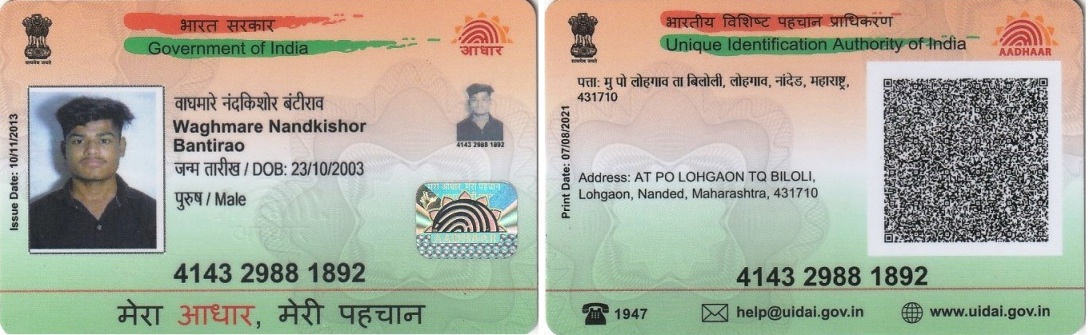 भारत सरकार
Government of India
आधार
सत्यमेव जयते
Issue Date: 10/11/2013
वाघमारे नंदकिशोर बंटीराव
Waghmare Nandkishor
Bantirao
जन्म तारीख / DOB: 23/10/2003
पुरुष / Male
4143 2988 1892
मेरा आधार, मेरी पहचान
4143 2988 1892
मेरा आधार, मेरी पहचान
भारतीय विशिष्ट पहचान प्राधिकरण
Unique Identification Authority of India
AADHAAR
सत्यमेव जयते
Print Date: 07/08/2021
पत्ता: मु पो लोहगाव ता बिलोली, लोहगाव, नांदेड, महाराष्ट्र,
431710
Address: AT PO LOHGAON TQ BILOLI,
Lohgaon, Nanded, Maharashtra, 431710
4143 2988 1892
1947
help@uidai.gov.in
www.uidai.gov.in